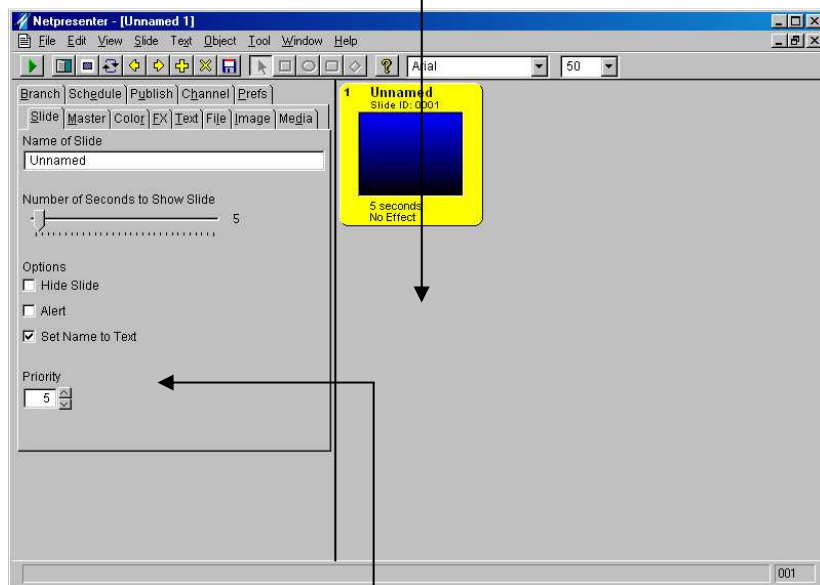 Netpresenter - [Unnamed 1]
File Edit View Slide Text Object Tool Window Help
Arial 50
Branch Schedule Publish Channel Prefs
Slide Master Color FX Text File Image Media
Name of Slide
Unnamed
Number of Seconds to Show Slide
5
Options
Hide Slide
Alert
Set Name to Text
Priority
5
1 Unnamed
Slide ID: 0001
5 seconds
No Effect
001